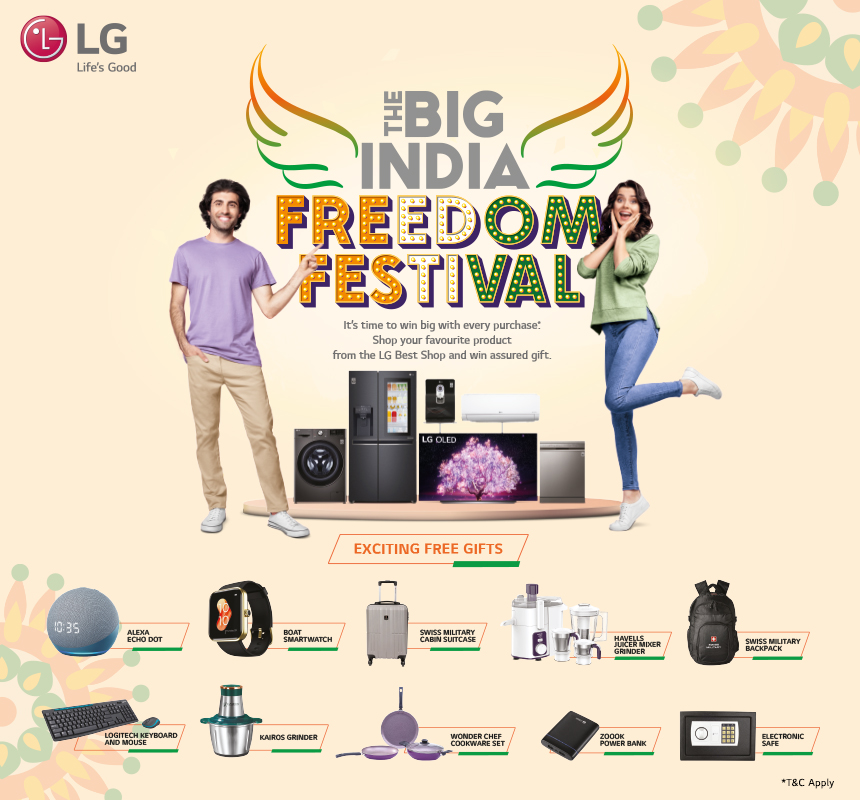 LG
Life's Good
THE BIG
INDIA
FREEDOM
FESTIVAL
It's time to win big with every purchase*.
Shop your favourite product
from the LG Best Shop and win assured gift.
LG OLED
EXCITING FREE GIFTS
10:35
ALEXA
ECHO DOT
BOAT
SMARTWATCH
SWISS MILITARY
CABIN SUITCASE
HAVELLS
JUICER MIXER
GRINDER
SWISS MILITARY
BACKPACK
LOGITECH KEYBOARD
AND MOUSE
KAIROS GRINDER
WONDER CHEF
COOKWARE SET
ZOOOK
POWER BANK
ELECTRONIC
SAFE
*T&C Apply